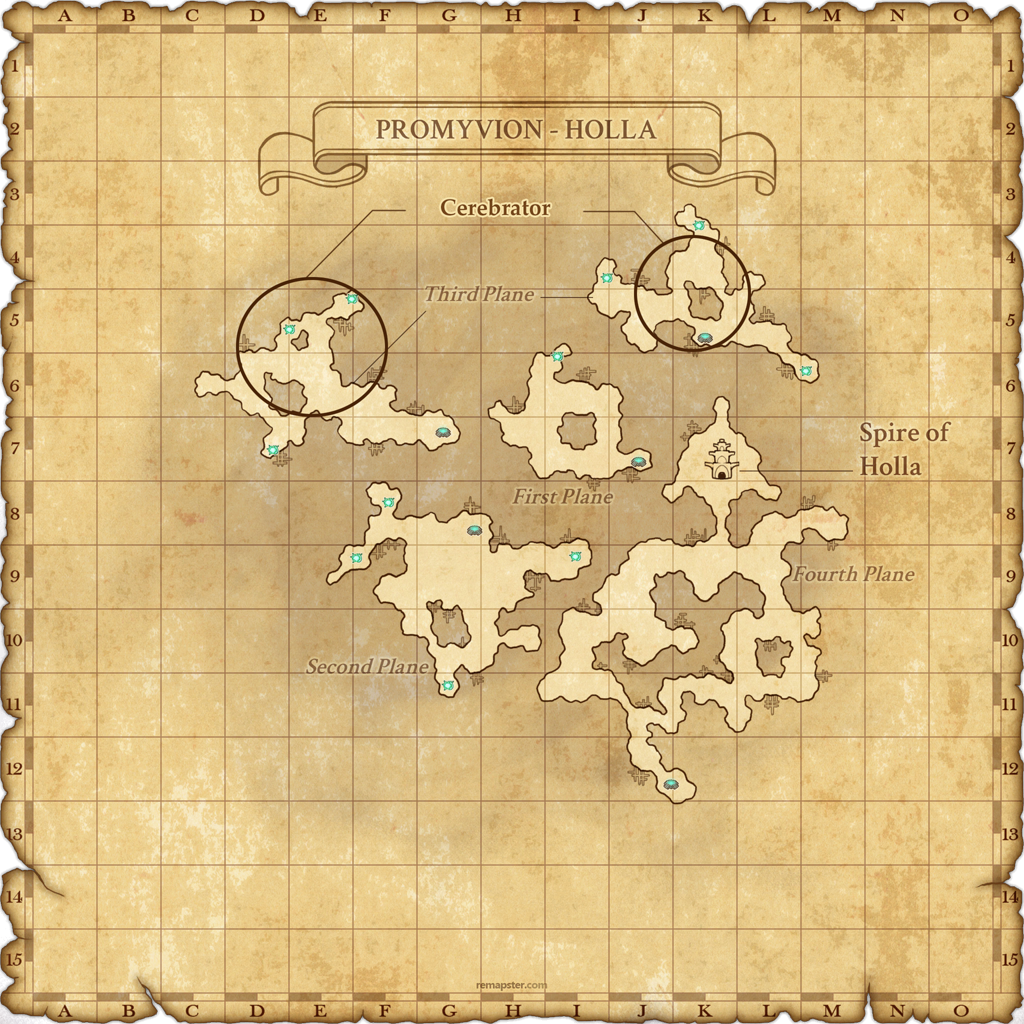 A B C D E F G H I J K L M N O
1 1
2 2
PROMYVION - HOLLA
3 3
Cerebrator
4 4
Third Plane
5 5
6 6
7 7
Spire of
Holla
First Plane
8 8
9 9
Fourth Plane
10 10
Second Plane
11 11
12 12
13 13
14 14
15 15
remapster.com
A B C D E F G H I J K L M N O